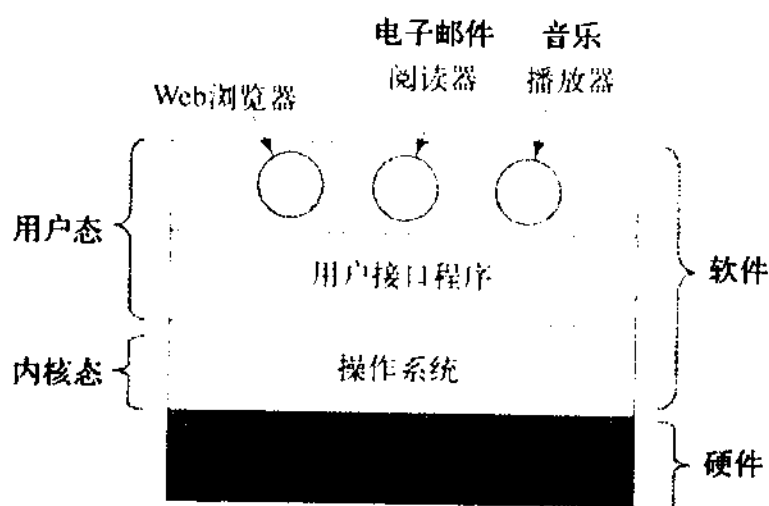 电子邮件 音乐
Web浏览器 阅读器 播放器
用户态
用户接口程序
软件
内核态
操作系统
硬件